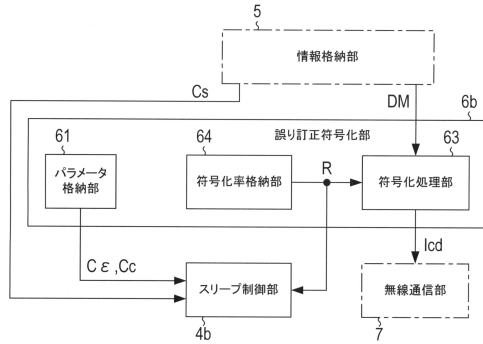 5
情報格納部
Cs
DM
6b
誤り訂正符号化部
61
64
63
パラメータ
格納部
符号化率格納部
R
符号化処理部
Icd
Cε,Cc
スリープ制御部
無線通信部
4b
7